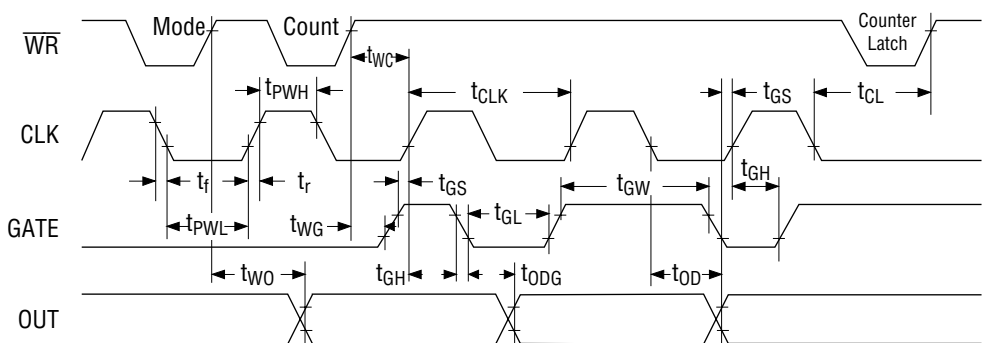 WR Mode Count Counter
Latch
tWC
tPWH tCLK tGS tCL
CLK
tf tr tGS tGW tGH
tPWL tWG tGL
GATE
tWO tGH tODG tOD
OUT